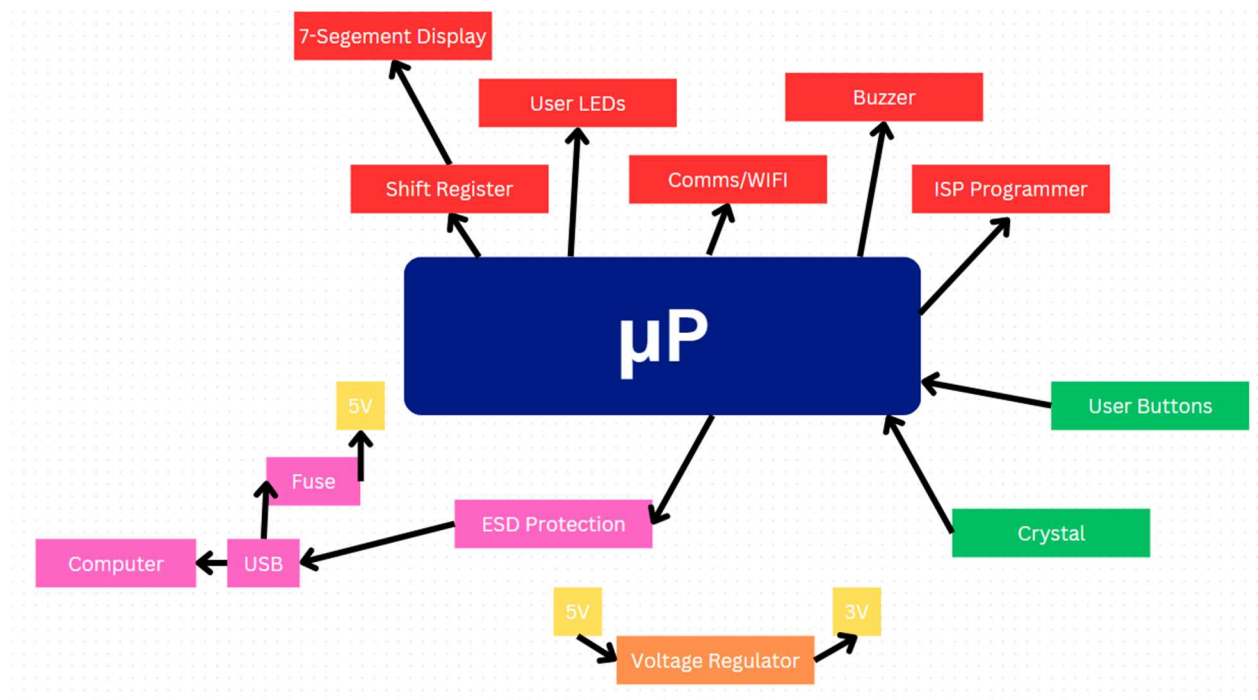 7-Segement Display
User LEDs
Buzzer
Shift Register
Comms/WIFI
ISP Programmer
µP
5V
User Buttons
Fuse
ESD Protection
Crystal
Computer
USB
5V
3V
Voltage Regulator